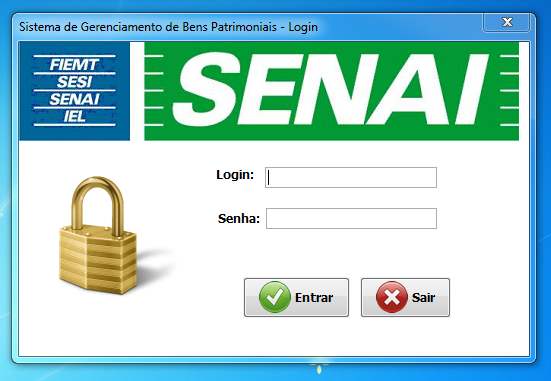 Sistema de Gerenciamento de Bens Patrimoniais - Login
FIEMT
SESI
SENAI
IEL
SENAI
Login:
Senha:
Entrar
Sair